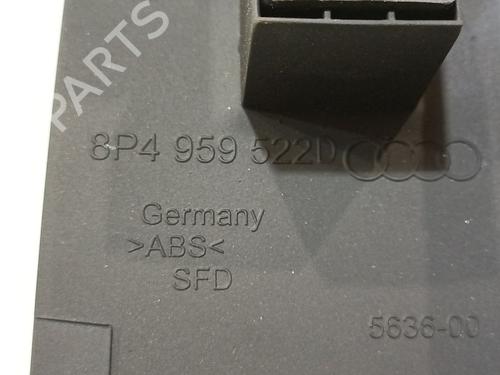 PARTS
8P4 959 522D
Germany
>ABS<
SFD
5636-00